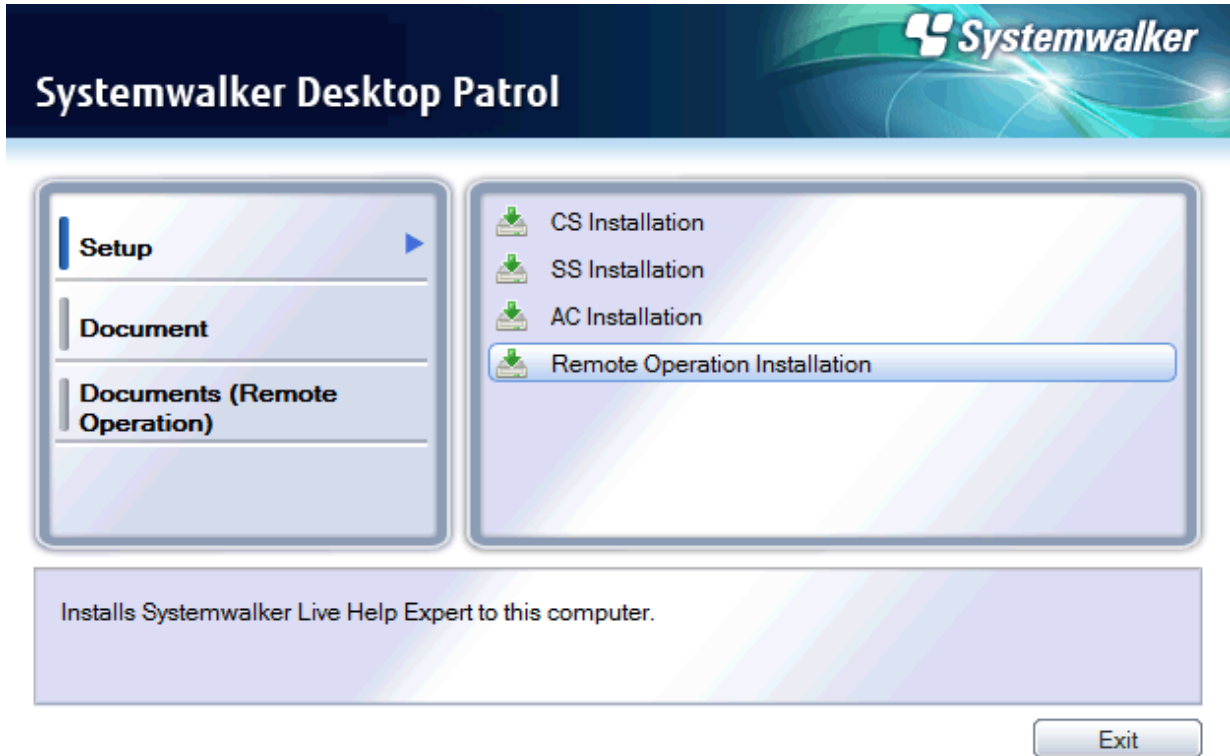 Systemwalker
Systemwalker Desktop Patrol
Setup
Document
Documents (Remote
Operation)
CS Installation
SS Installation
AC Installation
Remote Operation Installation
Installs Systemwalker Live Help Expert to this computer.
Exit